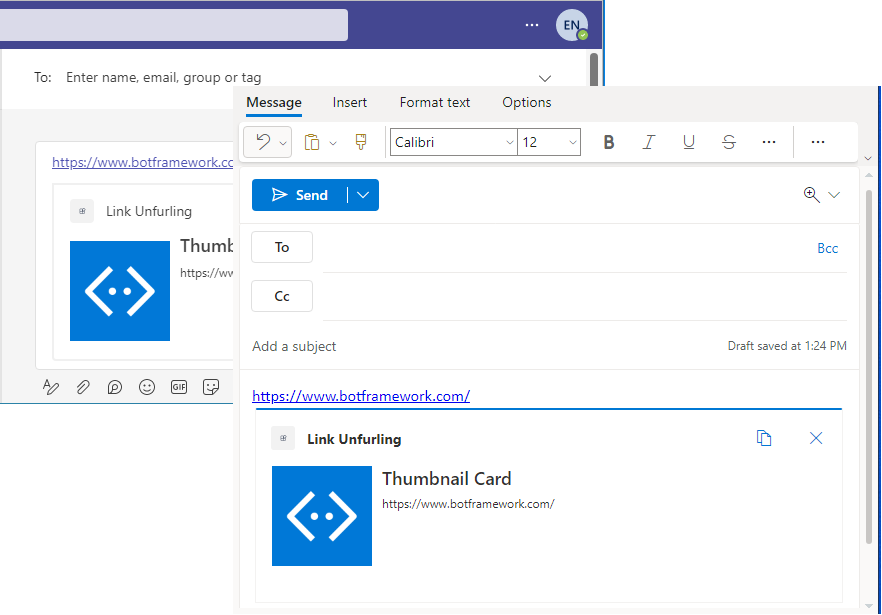 EN
To: Enter name, email, group or tag
https://www.botframework.co
Link Unfurling
Thumb
https://ww
GIF
Message Insert Format text Options
Calibri 12 B I U S
Send
To Bcc
Cc
Add a subject Draft saved at 1:24 PM
https://www.botframework.com/
Link Unfurling
Thumbnail Card
https://www.botframework.com/